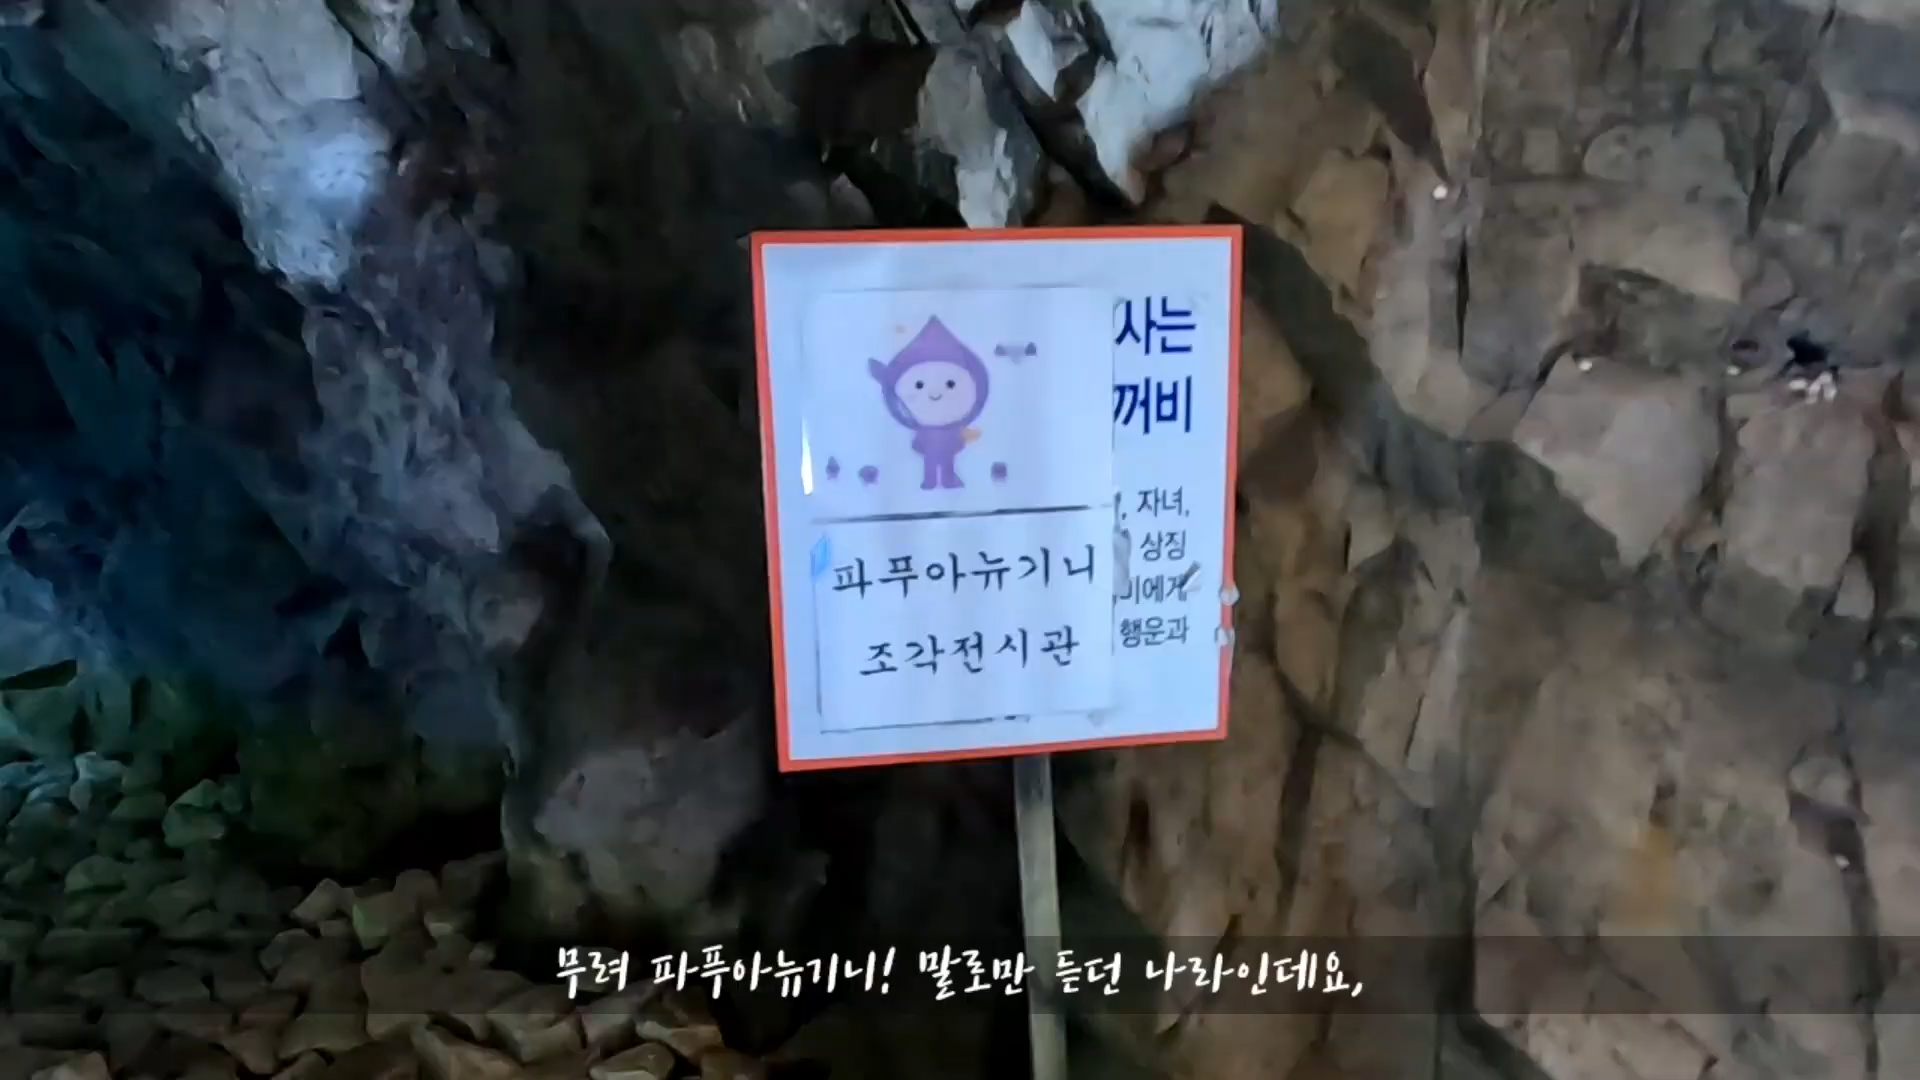 사는
꺼비
자녀,
상징
비에게
행운과
파푸아뉴기니
조각전시관
무려 파푸아뉴기니! 말로만 듣던 나라인데요,